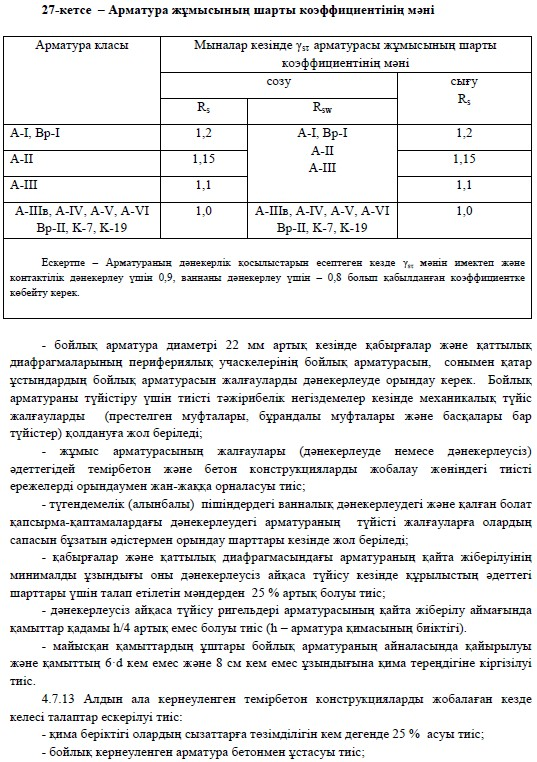 27-кетсе – Арматура жұмысының шарты коэффициентінің мәні
Арматура класы
Мыналар кезінде γsт арматурасы жұмысының шарты
коэффициентінің мәні
созу
сығу
Rs
Rs
Rsw
А-I, Вр-I
1,2
А-I, Вр-I
А-II
А-III
1,2
А-II
1,15
1,15
А-III
1,1
1,1
А-IIIв, А-IV, А-V, А-VI
Вр-II, К-7, К-19
1,0
А-IIIв, А-IV, А-V, А-VI
Вр-II, К-7, К-19
1,0
Ескертпе – Арматураның дәнекерлік қосылыстарын есептеген кезде γsт мәнін имектеп және
контактілік дәнекерлеу үшін 0,9, ваннаны дәнекерлеу үшін – 0,8 болып қабылданған коэффициентке
көбейту керек.
- бойлық арматура диаметрі 22 мм артық кезінде қабырғалар және қаттылық
диафрагмаларының перифериялық учаскелерінің бойлық арматурасын, сонымен қатар
ұстындардың бойлық арматурасын жалғауларды дәнекерлеуде орындау керек. Бойлық
арматураны түйістіру үшін тиісті тәжірибелік негіздемелер кезінде механикалық түйіс
жалғауларды (престелген муфталары, бұрандалы муфталары және басқалары бар
түйістер) қолдануға жол беріледі;
- жұмыс арматурасының жалғаулары (дәнекерлеуде немесе дәнекерлеусіз)
әдеттегідей темірбетон және бетон конструкцияларды жобалау жөніндегі тиісті
ережелерді орындаумен жан-жаққа орналасуы тиіс;
- түгендемелік (алынбалы) пішіндердегі ванналық дәнекерлеудегі және қалған болат
қапсырма-қаптамалардағы дәнекерлеудегі арматураның түйісті жалғауларға олардың
сапасын бұзатын әдістермен орындау шарттары кезінде жол беріледі;
- қабырғалар және қаттылық диафрагмасындағы арматураның қайта жіберілуінің
минималды ұзындығы оны дәнекерлеусіз айқаса түйісу кезінде құрылыстың әдеттегі
шарттары үшін талап етілетін мәндерден 25 % артық болуы тиіс;
- дәнекерлеусіз айқаса түйісу ригельдері арматурасының қайта жіберілу аймағында
қамыттар қадамы h/4 артық емес болуы тиіс (h – арматура қимасының биіктігі).
- майысқан қамыттардың ұштары бойлық арматураның айналасында қайырылуы
және қамыттың 6·d кем емес және 8 см кем емес ұзындығына қима тереңдігіне кіргізілуі
тиіс.
4.7.13 Алдын ала кернеуленген темірбетон конструкцияларды жобалаған кезде
келесі талаптар ескерілуі тиіс:
- қима беріктігі олардың сызаттарға төзімділігін кем дегенде 25 % асуы тиіс;
- бойлық кернеуленген арматура бетонмен ұстасуы тиіс;